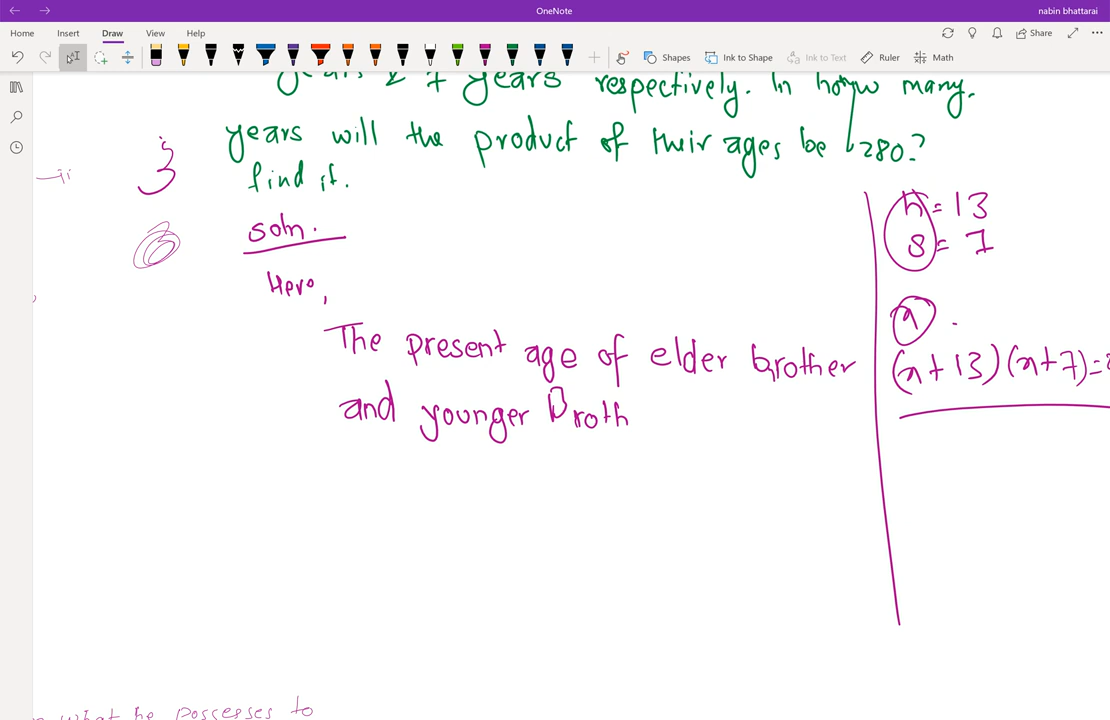 OneNote
nabin bhattarai
Home Insert Draw View Help
Share
Shapes Ink to Shape Ink to Text Ruler Math
years & 7 years respectively. In how many.
years will the product of their ages be 280?
find it.
ii
3
Soln.
Here,
The present age of elder brother
and younger Broth
= 13
8 = 7
x .
(x + 13) (x + 7) =
what he possesses to